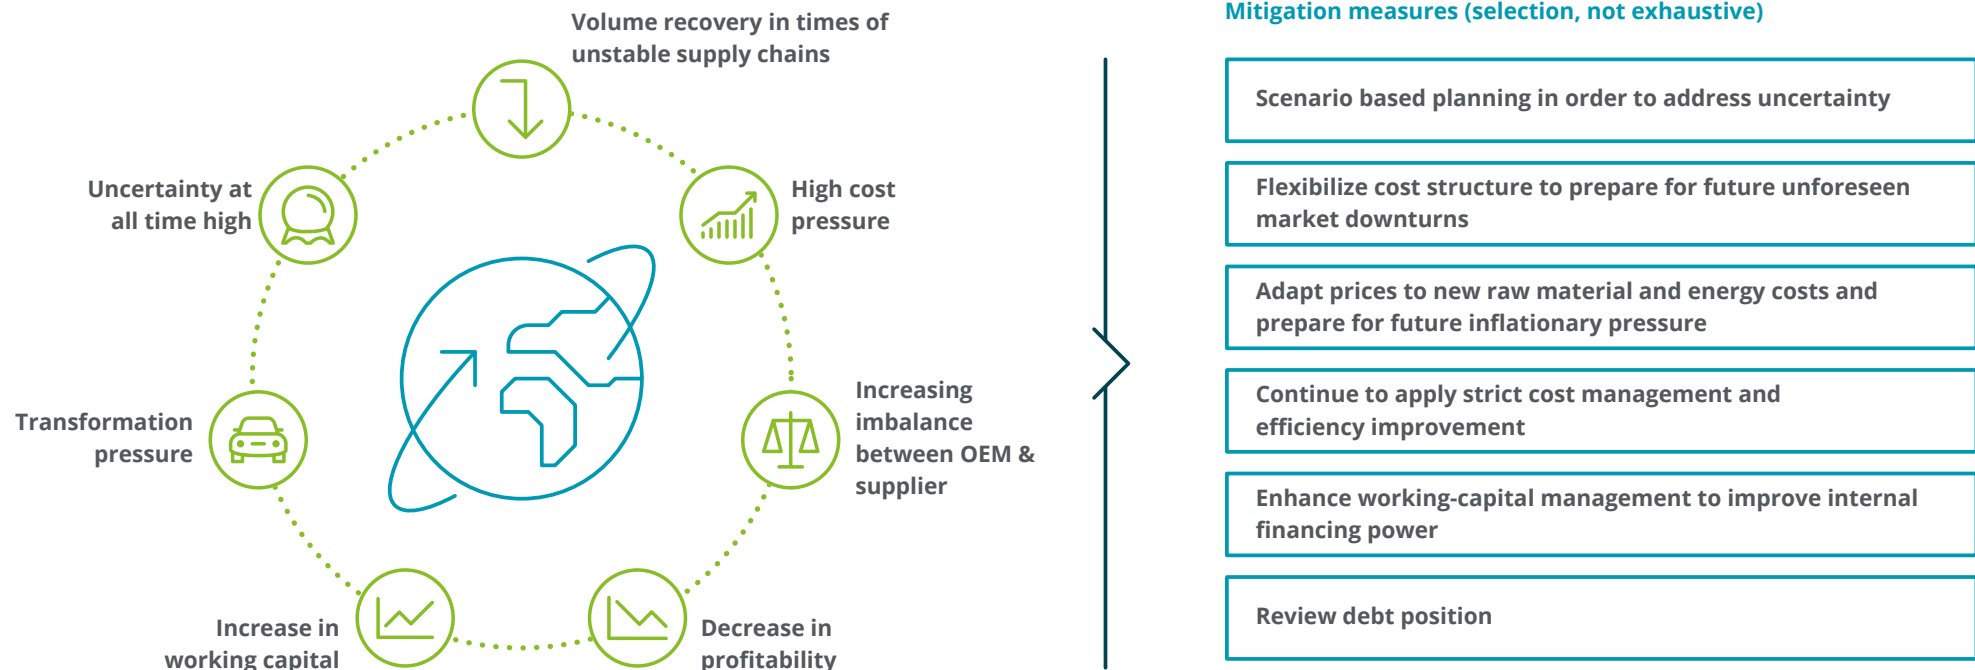 Volume recovery in times of
unstable supply chains
Uncertainty at
all time high
High cost
pressure
Transformation
pressure
Increasing
imbalance
between OEM &
supplier
Increase in
working capital
Decrease in
profitability
Mitigation measures (selection, not exhaustive)
Scenario based planning in order to address uncertainty
Flexibilize cost structure to prepare for future unforeseen
market downturns
Adapt prices to new raw material and energy costs and
prepare for future inflationary pressure
Continue to apply strict cost management and
efficiency improvement
Enhance working-capital management to improve internal
financing power
Review debt position